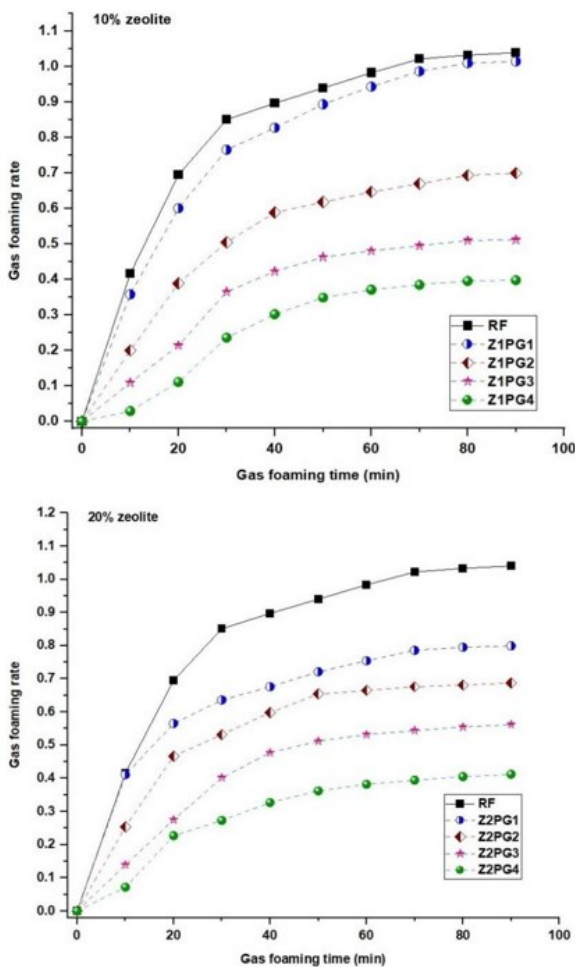 10% zeolite
1.1
1.0
0.9
0.8
0.7
0.6
0.5
0.4
0.3
0.2
0.1
0.0
Gas foaming rate
RF
Z1PG1
Z1PG2
Z1PG3
Z1PG4
0 20 40 60 80 100
Gas foaming time (min)
20% zeolite
1.2
1.1
1.0
0.9
0.8
0.7
0.6
0.5
0.4
0.3
0.2
0.1
0.0
Gas foaming rate
RF
Z2PG1
Z2PG2
Z2PG3
Z2PG4
0 20 40 60 80 100
Gas foaming time (min)